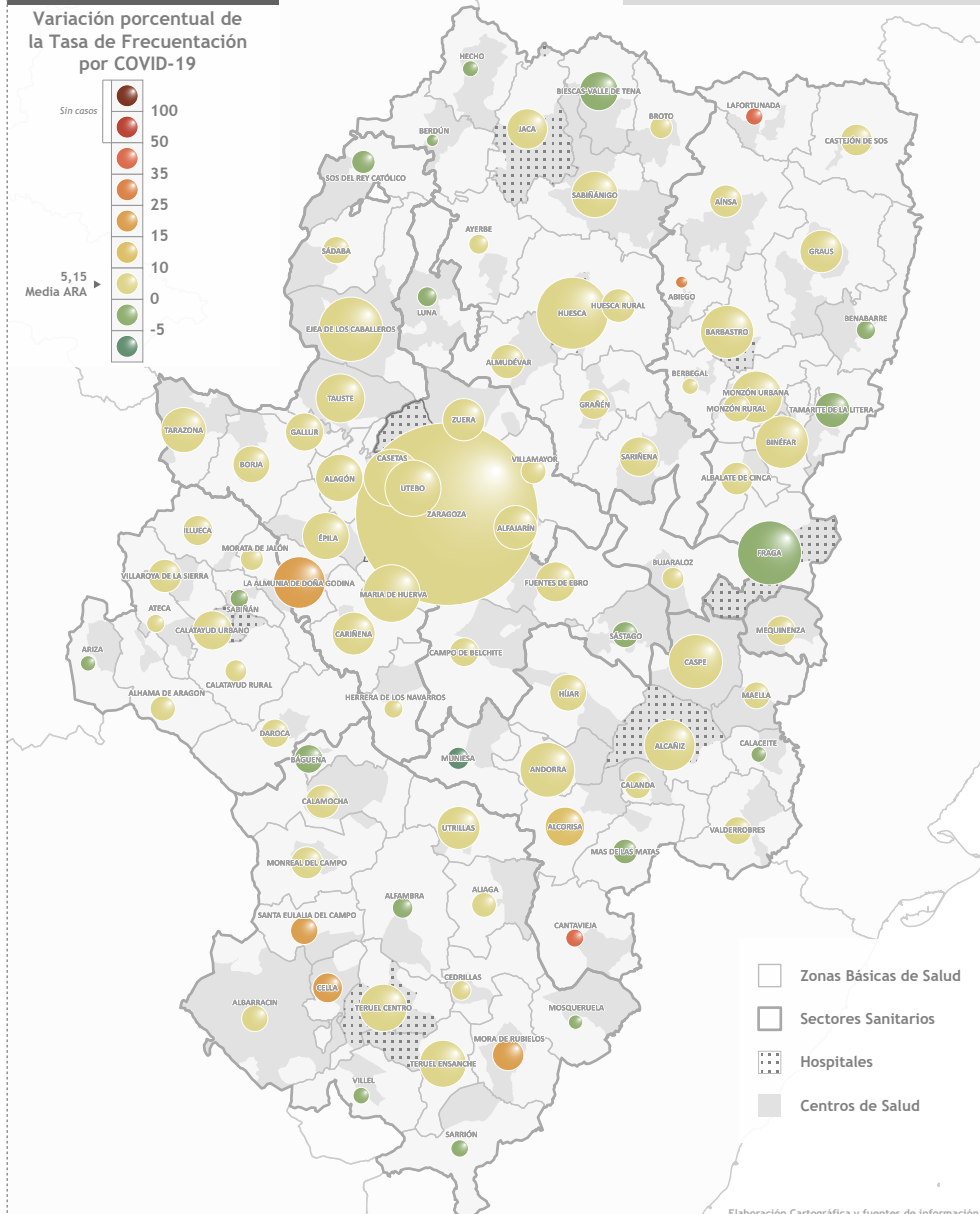 Variación porcentual de
la Tasa de Frecuentación
por COVID-19
Sin casos
100
50
35
25
15
10
0
-5
5,15
Media ARA
HECHO
BIESCAS-VALLE DE TENA
LAFORTUNADA
BROTO
JACA
BERDÚN
CASTEJÓN DE SOS
SOS DEL REY CATÓLICO
SABIÑÁNIGO
AÍNSA
AYERBE
SÁDABA
GRAUS
ABIEGO
LUNA
HUESCA
HUESCA RURAL
BENABARRE
EJEA DE LOS CABALLEROS
BARBASTRO
ALMUDÉVAR
BERBEGAL
MONZÓN URBANA
TAUSTE
GRAÑÉN
MONZÓN RURAL
TAMARITE DE LA LITERA
ZUERA
TARAZONA
GALLUR
BINÉFAR
CASETAS
VILLAMAYOR
SARIÑENA
BORJA
ALAGÓN
UTEBO
ALBALATE DE CINCA
ZARAGOZA
ALFAJARÍN
ILLUECA
ÉPILA
MORATA DE JALÓN
FRAGA
BUJARALOZ
VILLAROYA DE LA SIERRA
LA ALMUNIA DE DOÑA GODINA
FUENTES DE EBRO
MARIA DE HUERVA
ATECA
SABIÑÁN
CALATAYUD URBANO
CARIÑENA
SÁSTAGO
MEQUINENZA
ARIZA
CAMPO DE BELCHITE
CASPE
CALATAYUD RURAL
ALHAMA DE ARAGON
HERRERA DE LOS NAVARROS
HÍJAR
MAELLA
DAROCA
BÁGUENA
MUNIESA
ALCAÑIZ
CALACEITE
ANDORRA
CALANDA
CALAMOCHA
UTRILLAS
ALCORISA
VALDERROBRES
MAS DE LAS MATAS
MONREAL DEL CAMPO
ALFAMBRA
ALIAGA
SANTA EULALIA DEL CAMPO
CANTAVIEJA
CEDRILLAS
CELLA
ALBARRACIN
TERUEL CENTRO
MOSQUERUELA
MORA DE RUBIELOS
TERUEL ENSANCHE
VILLEL
SARRIÓN
Zonas Básicas de Salud
Sectores Sanitarios
Hospitales
Centros de Salud
Elaboración Cartográfica y fuentes de información